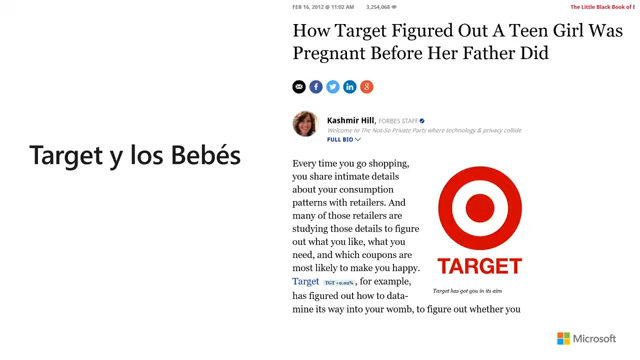 FEB 16, 2012 @ 11:02 AM 3,254,068
The Little Black Book of
How Target Figured Out A Teen Girl Was
Pregnant Before Her Father Did
Kashmir Hill, FORBES STAFF
Welcome to The Not-So Private Parts where technology & privacy collide
FULL BIO
Target y los Bebés
Every time you go shopping,
you share intimate details
about your consumption
patterns with retailers. And
many of those retailers are
studying those details to figure
out what you like, what you
need, and which coupons are
most likely to make you happy.
Target TGT +0.02% , for example,
has figured out how to data-
mine its way into your womb, to figure out whether you
TARGET
Target has got you in its aim
Microsoft